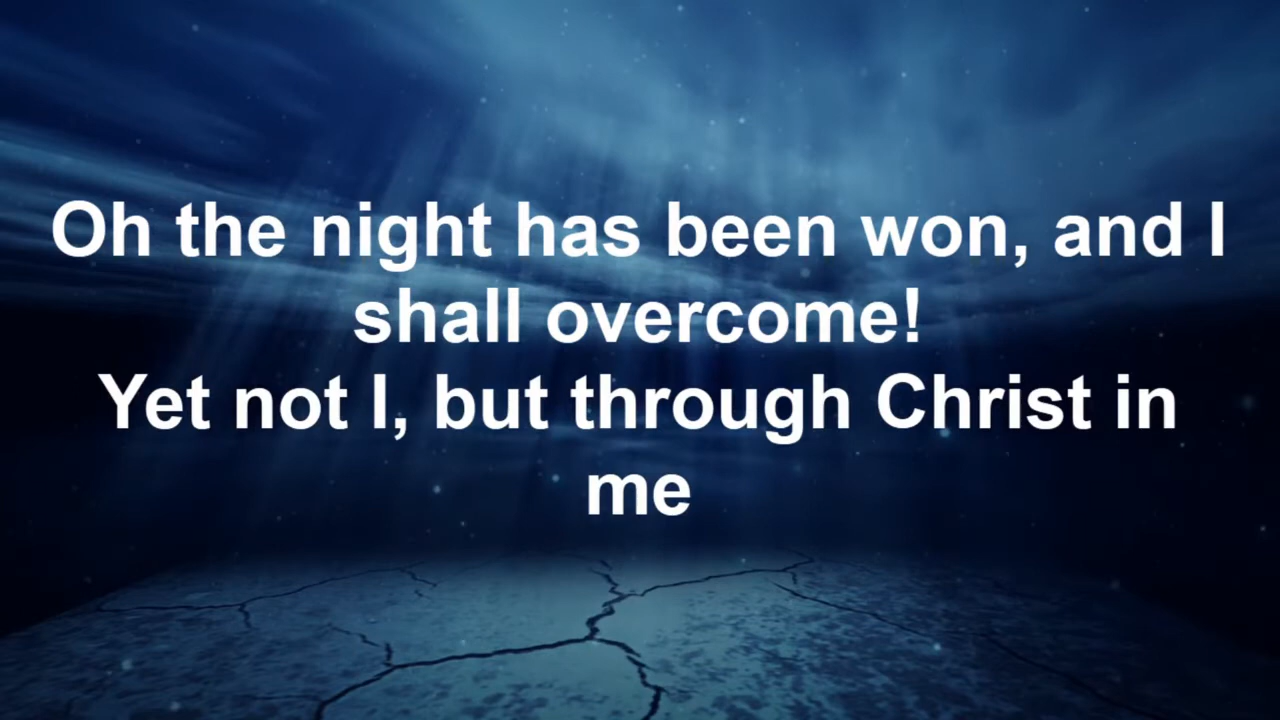 Oh the night has been won, and I
shall overcome!
Yet not I, but through Christ in
me